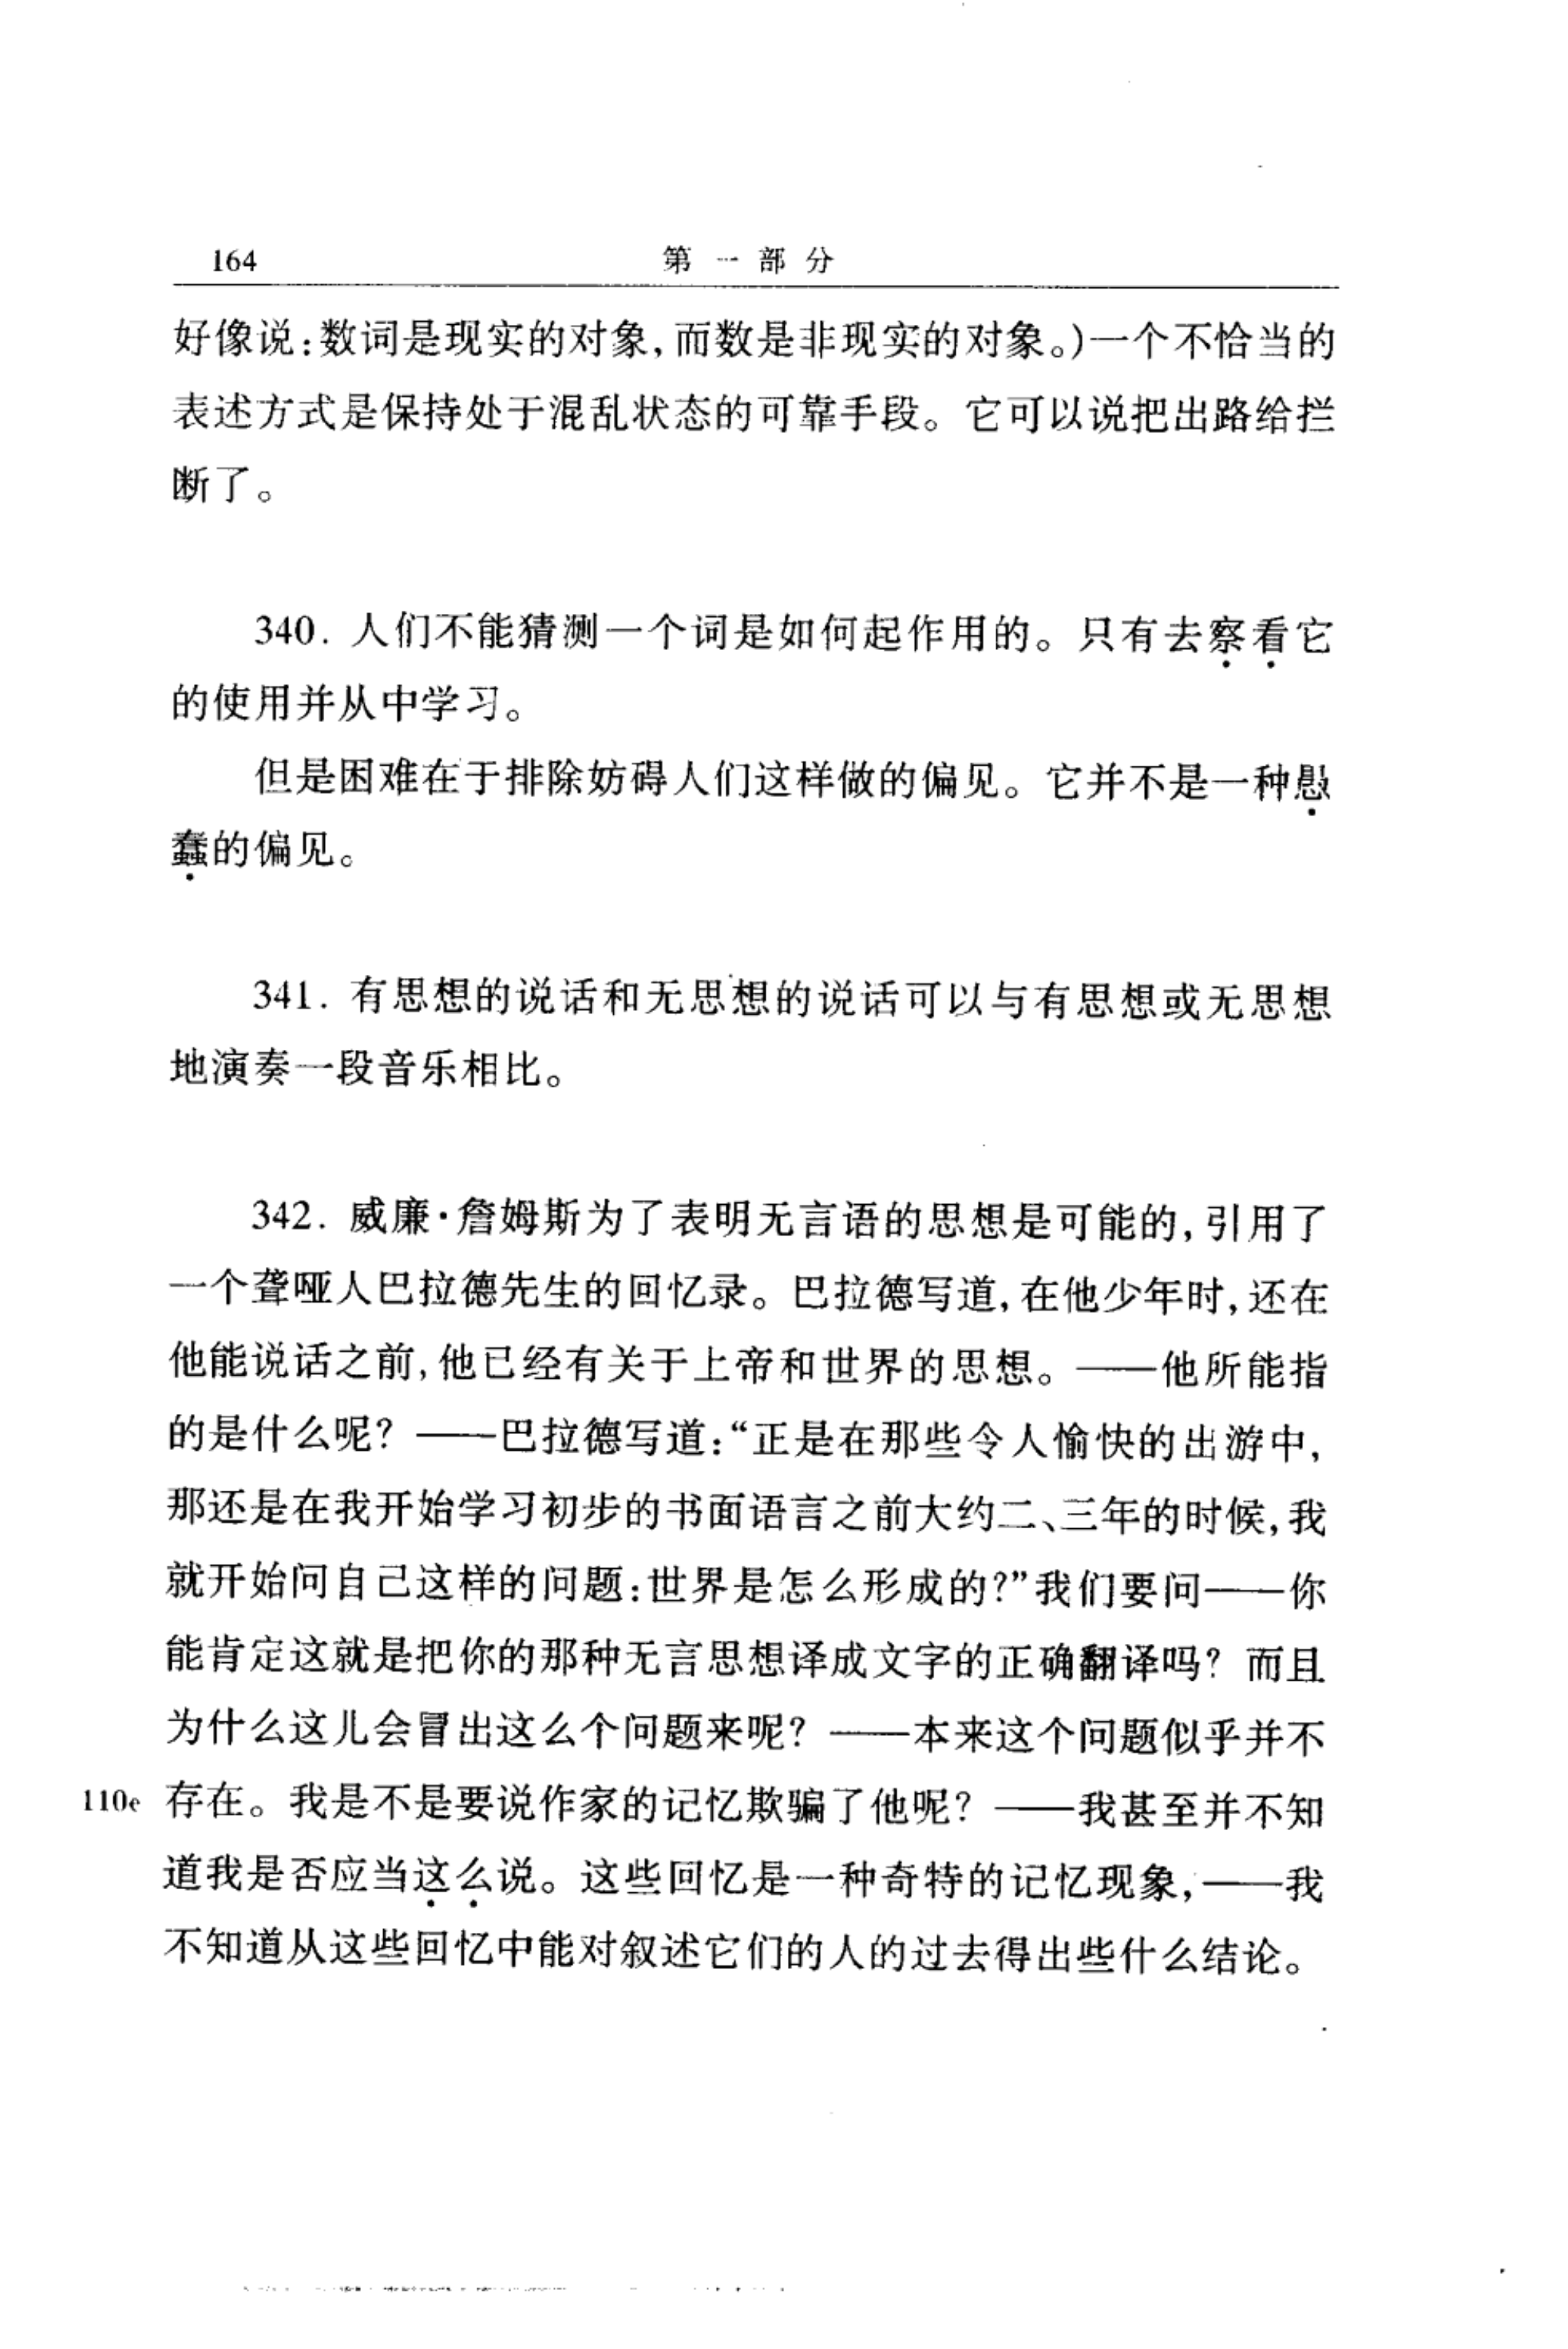 164 第一部分
好像说:数词是现实的对象,而数是非现实的对象。)一个不恰当的
表述方式是保持处于混乱状态的可靠手段。它可以说把出路给拦
断了。
340. 人们不能猜测一个词是如何起作用的。只有去察看它
的使用并从中学习。
但是困难在于排除妨碍人们这样做的偏见。它并不是一种愚
蠢的偏见。
341. 有思想的说话和无思想的说话可以与有思想或无思想
地演奏一段音乐相比。
342. 威廉·詹姆斯为了表明无言语的思想是可能的,引用了
一个聋哑人巴拉德先生的回忆录。巴拉德写道,在他少年时,还在
他能说话之前,他已经有关于上帝和世界的思想。——他所能指
的是什么呢? ——巴拉德写道:“正是在那些令人愉快的出游中,
那还是在我开始学习初步的书面语言之前大约二、三年的时候,我
就开始问自己这样的问题:世界是怎么形成的?”我们要问——你
能肯定这就是把你的那种无言思想译成文字的正确翻译吗? 而且
为什么这儿会冒出这么个问题来呢? ——本来这个问题似乎并不
110e 存在。我是不是要说作家的记忆欺骗了他呢? ——我甚至并不知
道我是否应当这么说。这些回忆是一种奇特的记忆现象,——我
不知道从这些回忆中能对叙述它们的人的过去得出些什么结论。